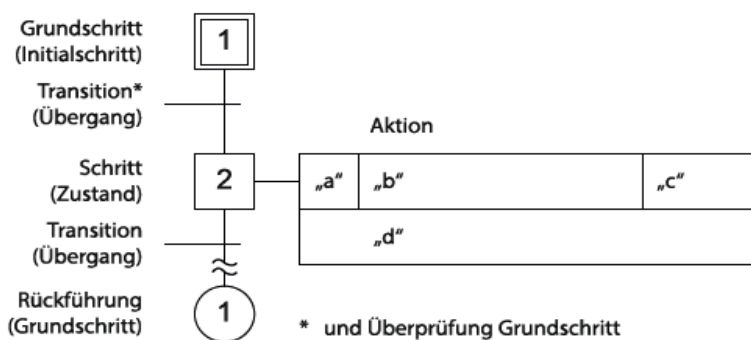 Grundschritt
(Initialschritt)
1
Transition*
(Übergang)
Aktion
Schritt
(Zustand)
2
„a“
„b“
„c“
Transition
(Übergang)
„d“
Rückführung
(Grundschritt)
1
* und Überprüfung Grundschritt